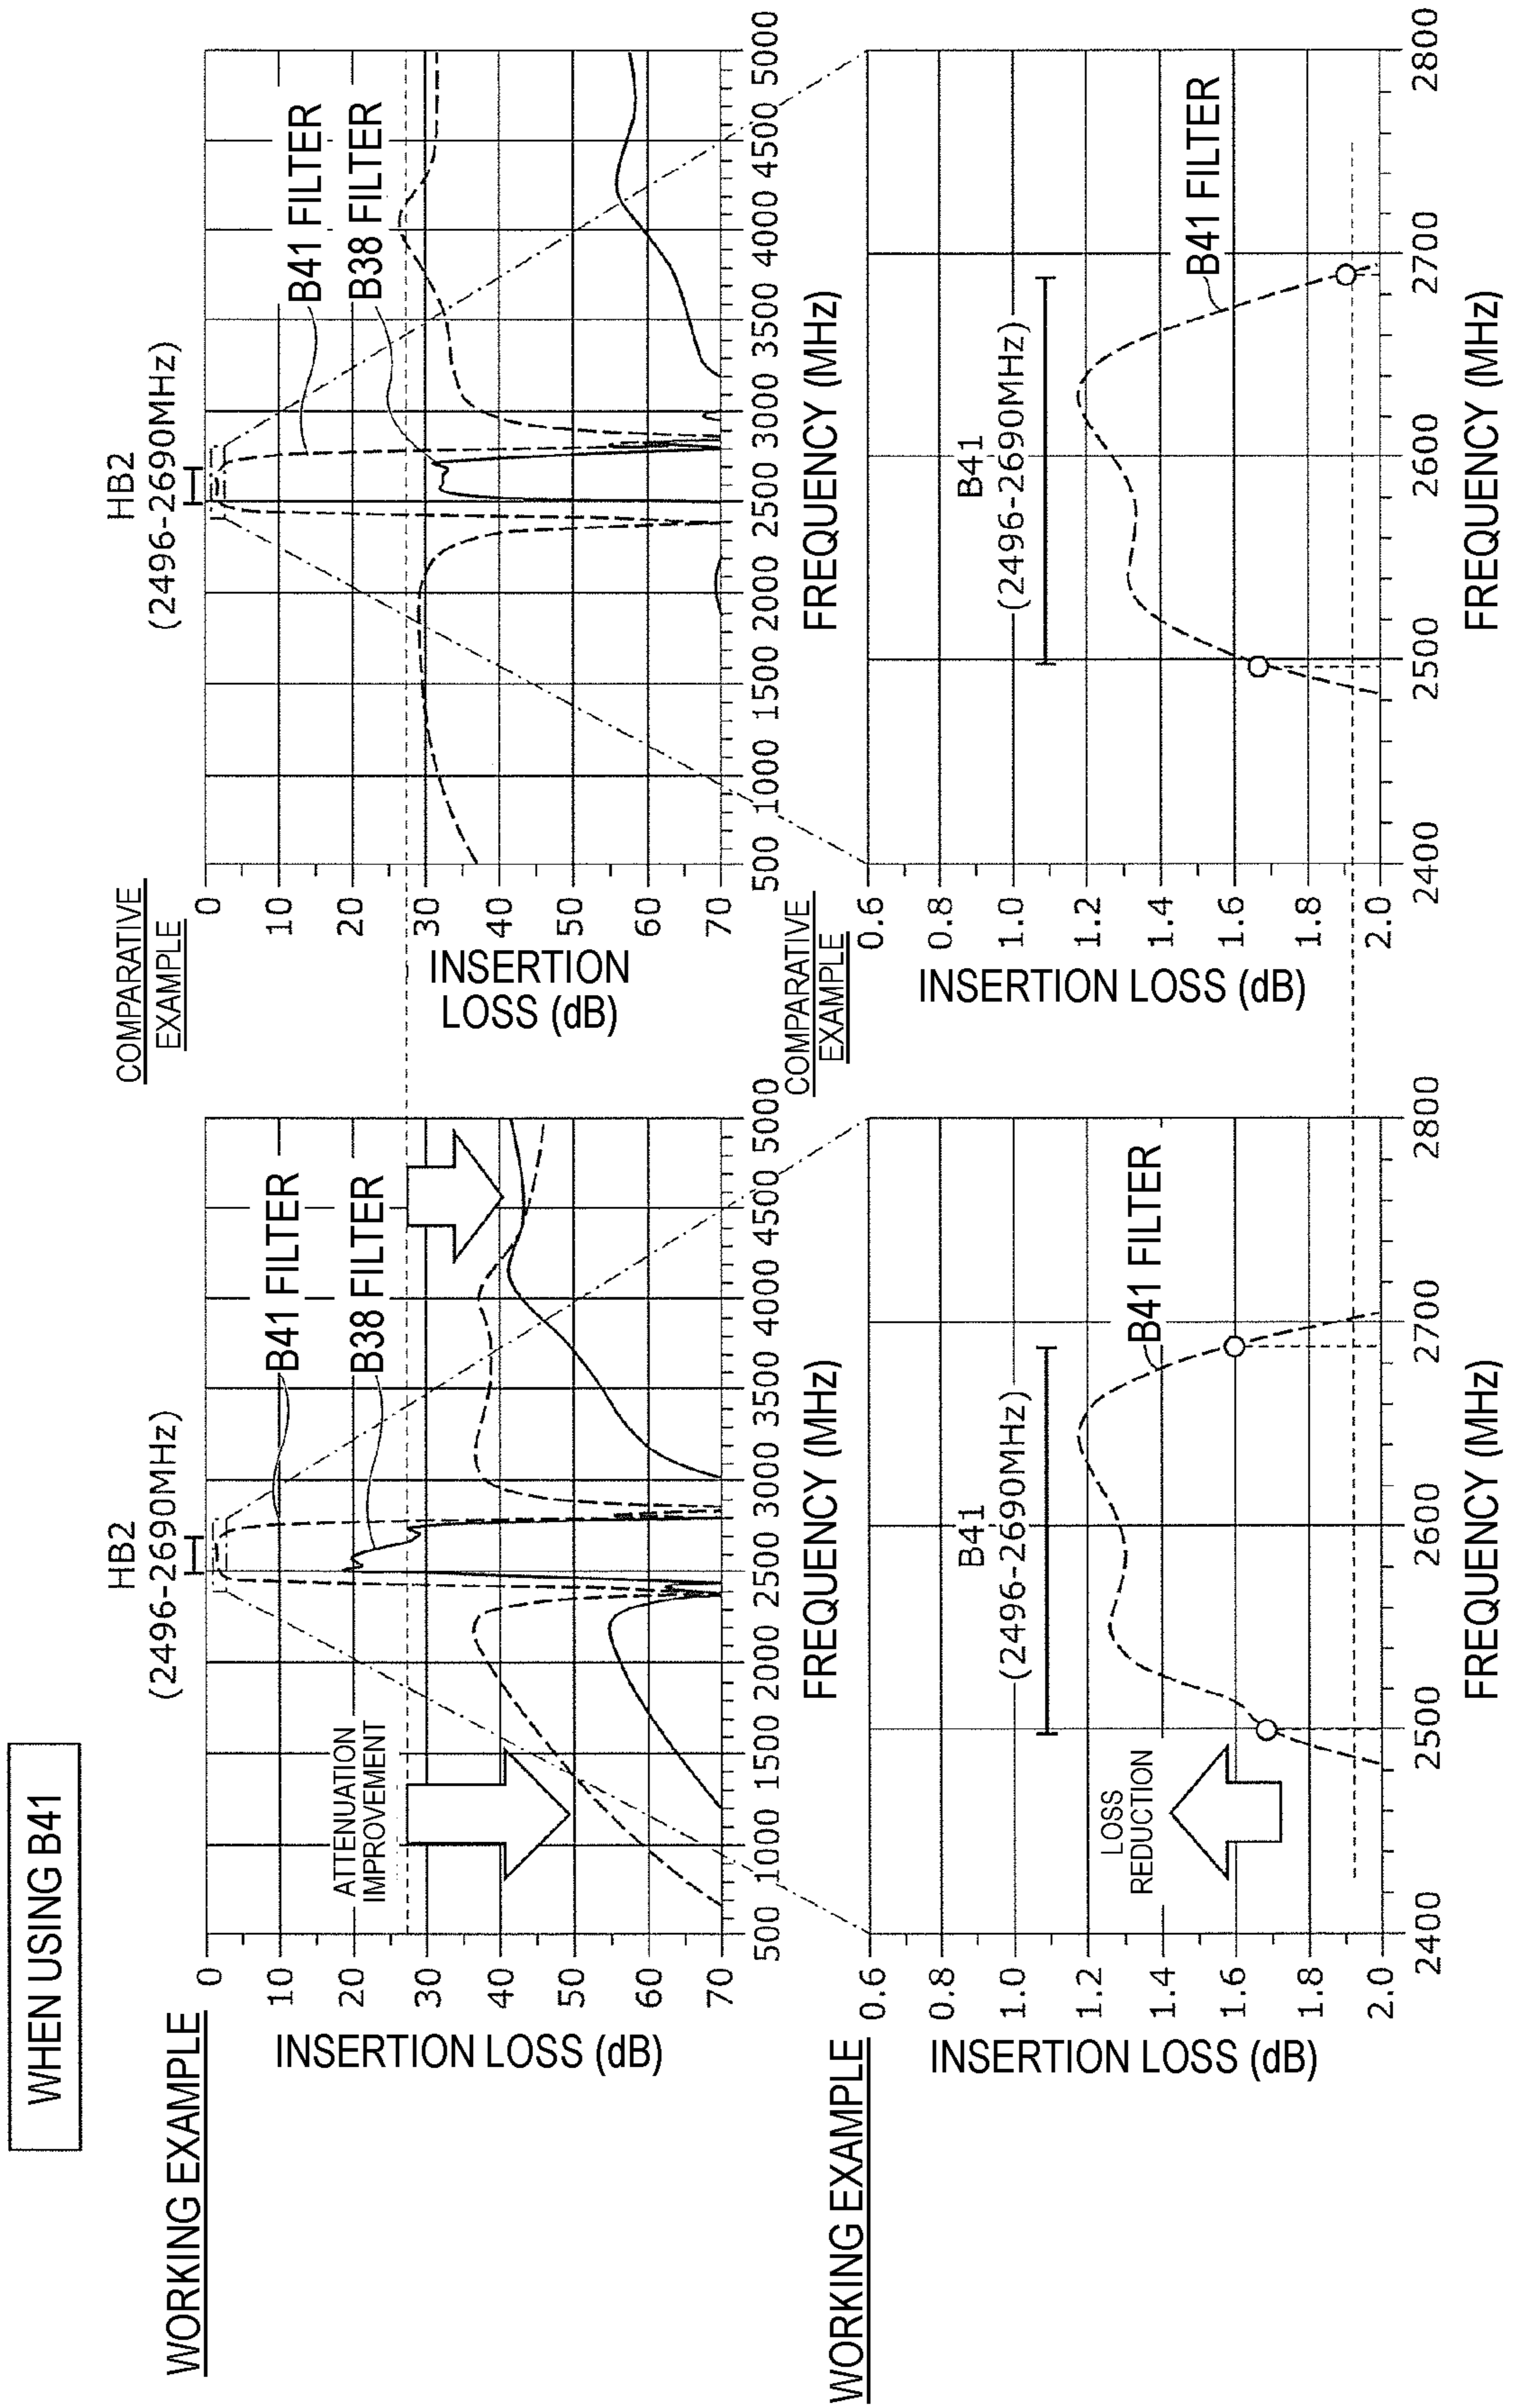 WHEN USING B41
WORKING EXAMPLE
HB2
(2496-2690MHz)
B41 FILTER
B38 FILTER
ATTENUATION
IMPROVEMENT
INSERTION LOSS (dB)
0
10
20
30
40
50
60
70
500 1000 1500 2000 2500 3000 3500 4000 4500 5000
FREQUENCY (MHz)
COMPARATIVE
EXAMPLE
HB2
(2496-2690MHz)
B41 FILTER
B38 FILTER
INSERTION
LOSS (dB)
0
10
20
30
40
50
60
70
500 1000 1500 2000 2500 3000 3500 4000 4500 5000
FREQUENCY (MHz)
WORKING EXAMPLE
B41
(2496-2690MHz)
B41 FILTER
LOSS
REDUCTION
INSERTION LOSS (dB)
0.6
0.8
1.0
1.2
1.4
1.6
1.8
2.0
2400 2500 2600 2700 2800
FREQUENCY (MHz)
COMPARATIVE
EXAMPLE
B41
(2496-2690MHz)
B41 FILTER
INSERTION LOSS (dB)
0.6
0.8
1.0
1.2
1.4
1.6
1.8
2.0
2400 2500 2600 2700 2800
FREQUENCY (MHz)